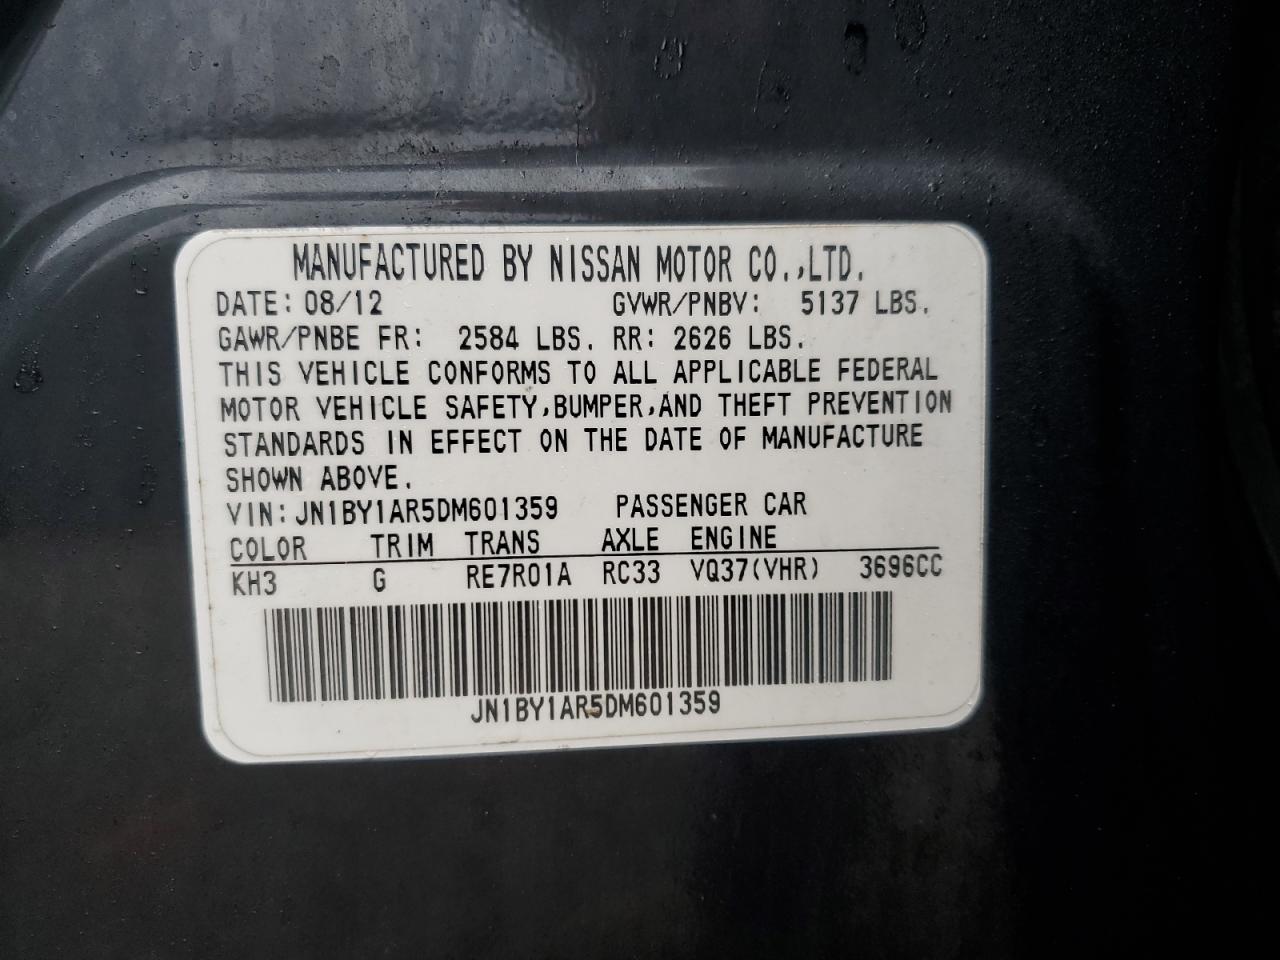 MANUFACTURED BY NISSAN MOTOR CO.,LTD.
DATE: 08/12 GVWR/PNBV: 5137 LBS.
GAWR/PNBE FR: 2584 LBS. RR: 2626 LBS.
THIS VEHICLE CONFORMS TO ALL APPLICABLE FEDERAL
MOTOR VEHICLE SAFETY,BUMPER,AND THEFT PREVENTION
STANDARDS IN EFFECT ON THE DATE OF MANUFACTURE
SHOWN ABOVE.
VIN: JN1BY1AR5DM601359 PASSENGER CAR
COLOR TRIM TRANS AXLE ENGINE
KH3 G RE7R01A RC33 VQ37(VHR) 3696CC
JN1BY1AR5DM601359